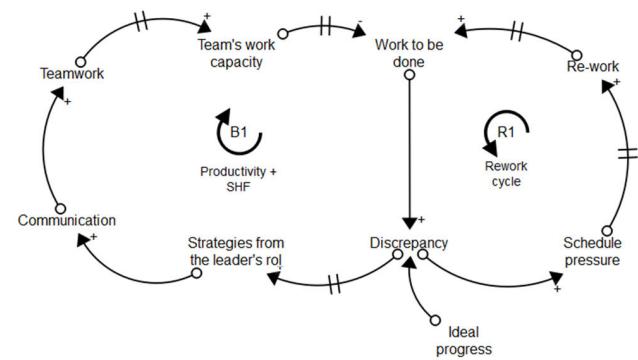 Team's work
capacity
Work to be
done
Teamwork
Re-work
B1
R1
Productivity +
SHF
Rework
cycle
Communication
Strategies from
the leader's rol
Discrepancy
Schedule
pressure
Ideal
progress
+
-
+
+
+
+
+
+
+